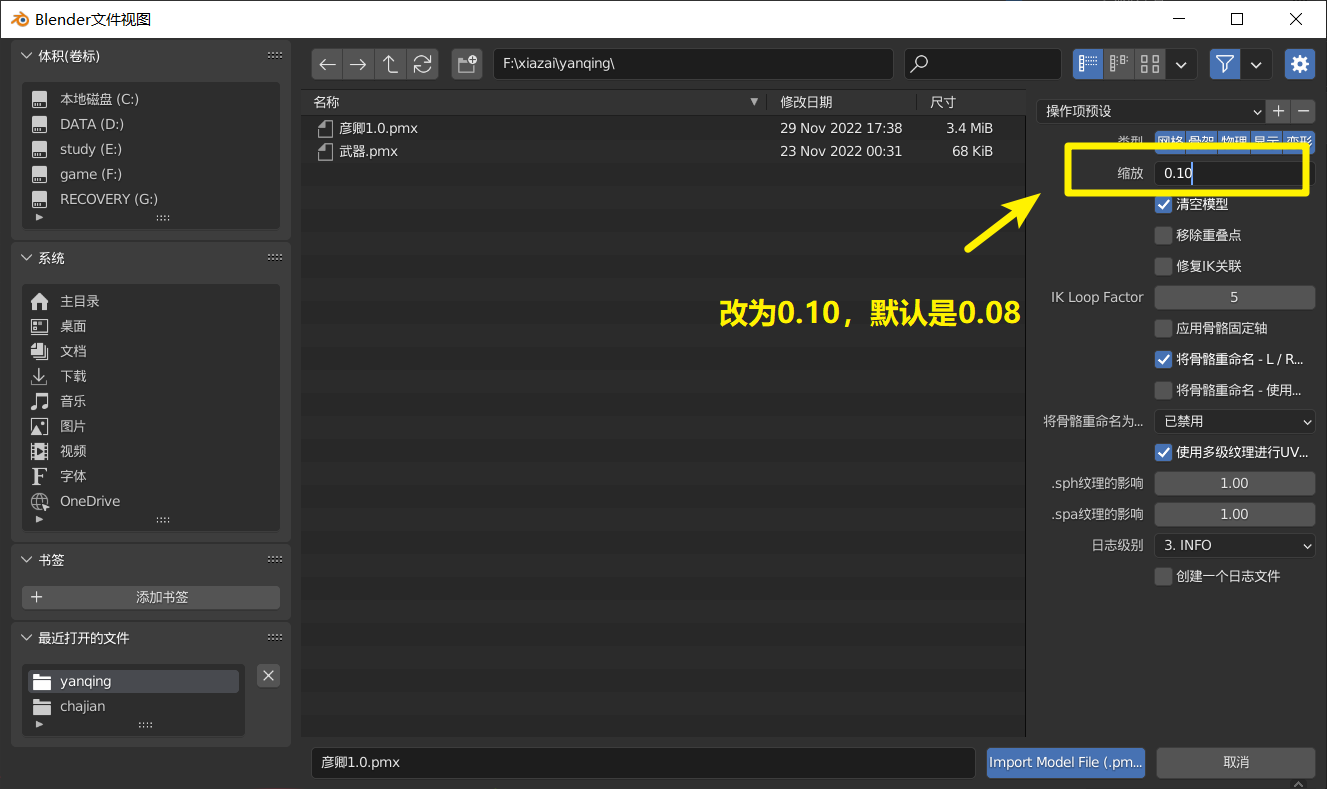 Blender文件视图
体积(卷标)
本地磁盘 (C:)
DATA (D:)
study (E:)
game (F:)
RECOVERY (G:)
系统
主目录
桌面
文档
下载
音乐
图片
视频
字体
OneDrive
书签
添加书签
最近打开的文件
yanqing
chajian
F:\xiazai\yanqing\
名称 修改日期 尺寸
彦卿1.0.pmx 29 Nov 2022 17:38 3.4 MiB
武器.pmx 23 Nov 2022 00:31 68 KiB
改为0.10，默认是0.08
操作项预设
类型 网格 骨架 物理 显示 变形
缩放 0.10
清空模型
移除重叠点
修复IK关联
IK Loop Factor 5
应用骨骼固定轴
将骨骼重命名 - L / R...
将骨骼重命名 - 使用...
将骨骼重命名为... 已禁用
使用多级纹理进行UV...
.sph纹理的影响 1.00
.spa纹理的影响 1.00
日志级别 3. INFO
创建一个日志文件
彦卿1.0.pmx
Import Model File (.pm...
取消